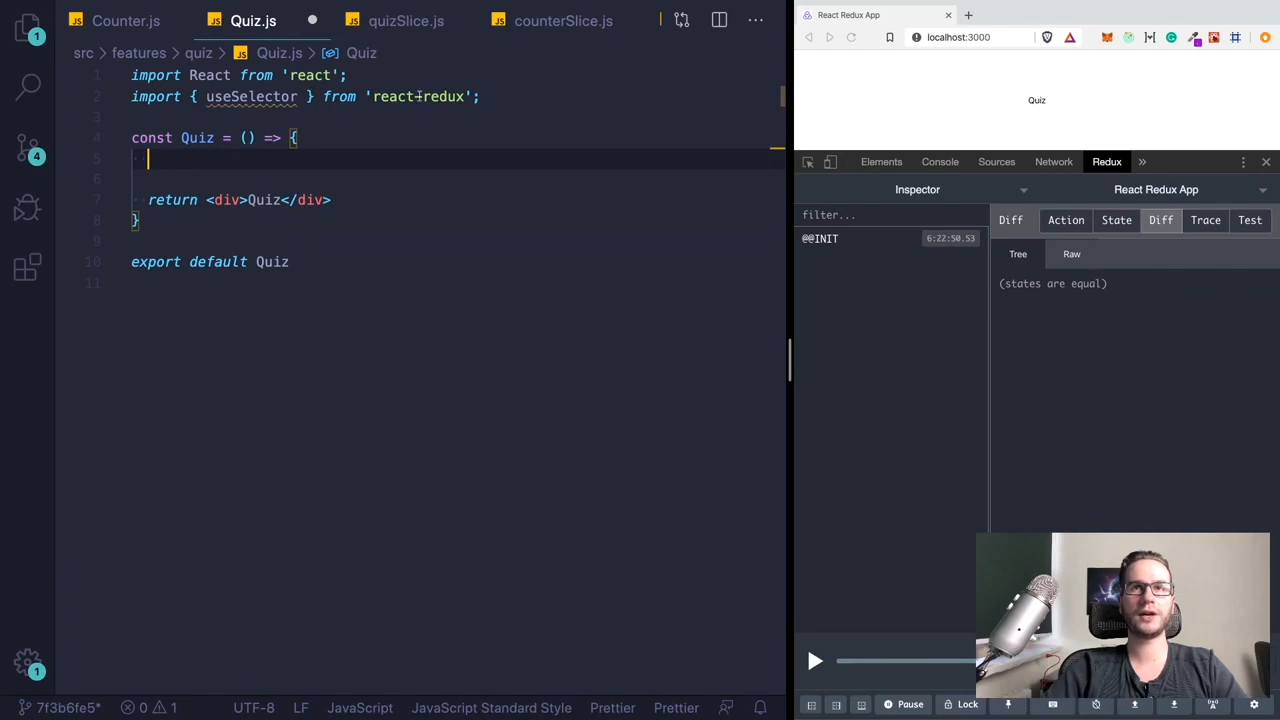 Counter.js
Quiz.js
quizSlice.js
counterSlice.js
src > features > quiz > Quiz.js > Quiz
1 import React from 'react';
2 import { useSelector } from 'react-redux';
3
4 const Quiz = () => {
5
6
7 return <div>Quiz</div>
8 }
9
10 export default Quiz
11
1
4
1
7f3b6fe5*
0 1
UTF-8
LF
JavaScript
JavaScript Standard Style
Prettier
Prettier
React Redux App
localhost:3000
Quiz
Elements
Console
Sources
Network
Redux
Inspector
React Redux App
filter...
@@INIT
6:22:50.53
Diff
Action
State
Diff
Trace
Test
Tree
Raw
(states are equal)
Pause
Lock